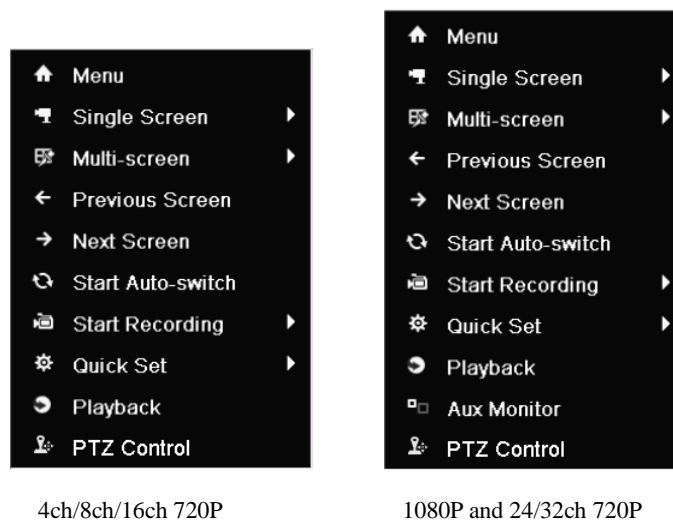 Menu
Single Screen
Multi-screen
Previous Screen
Next Screen
Start Auto-switch
Start Recording
Quick Set
Playback
PTZ Control
4ch/8ch/16ch 720P
Menu
Single Screen
Multi-screen
Previous Screen
Next Screen
Start Auto-switch
Start Recording
Quick Set
Playback
Aux Monitor
PTZ Control
1080P and 24/32ch 720P